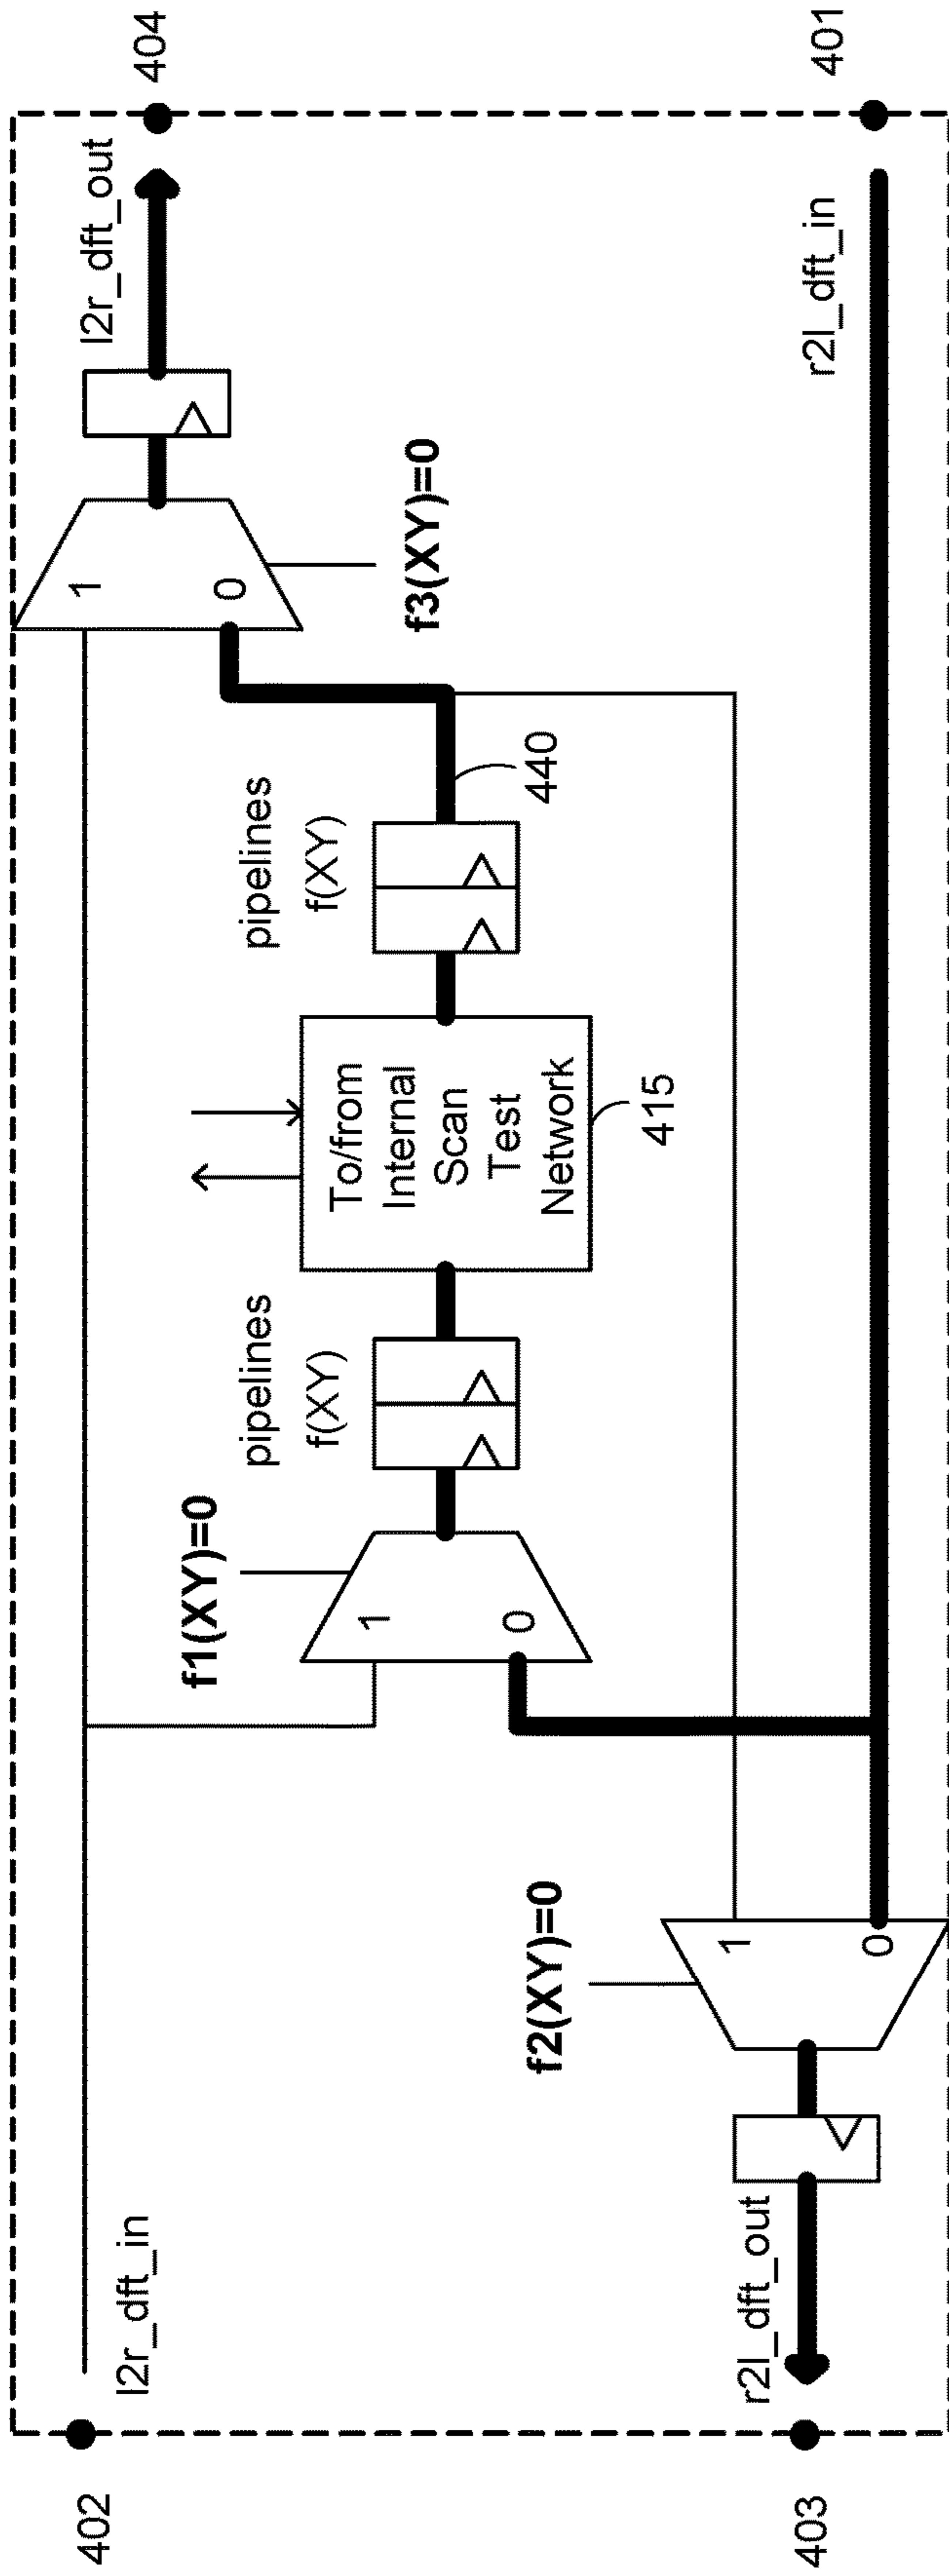 402
l2r_dft_in
403
r2l_dft_out
f2(XY)=0
1
0
f1(XY)=0
1
0
pipelines
f(XY)
To/from
Internal
Scan
Test
Network
415
pipelines
f(XY)
440
f3(XY)=0
1
0
l2r_dft_out
404
r2l_dft_in
401